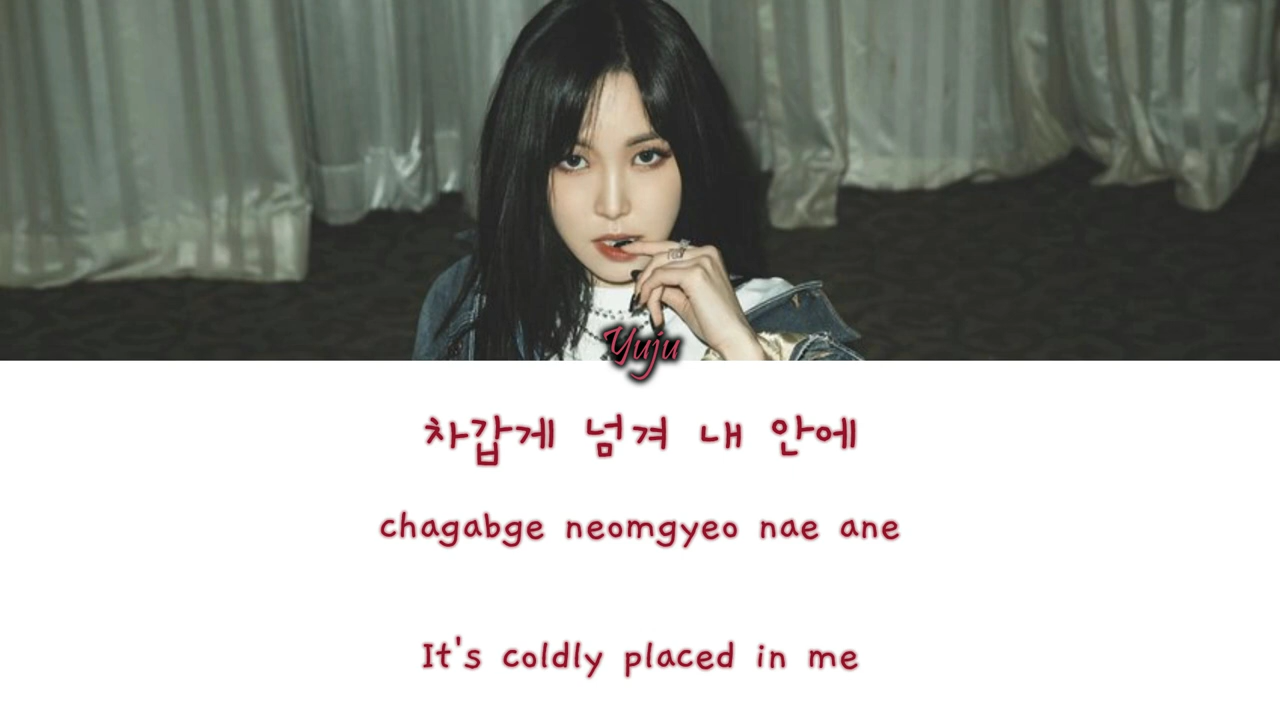 Yuju
차갑게 넘겨 내 안에
chagabge neomgyeo nae ane
It's coldly placed in me